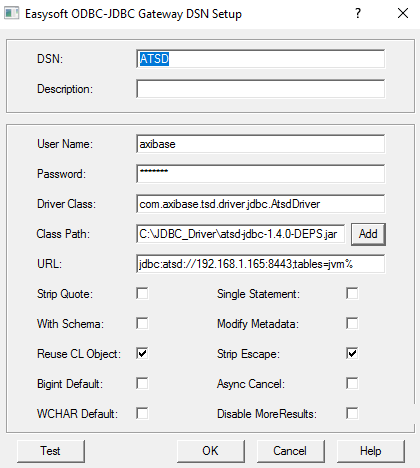 Easysoft ODBC-JDBC Gateway DSN Setup
DSN: ATSD
Description:
User Name: axibase
Password: *******
Driver Class: com.axibase.tsd.driver.jdbc.AtsdDriver
Class Path: C:\JDBC_Driver\atsd-jdbc-1.4.0-DEPS.jar Add
URL: jdbc:atsd://192.168.1.165:8443;tables=jvm%
Strip Quote: Single Statement:
With Schema: Modify Metadata:
Reuse CL Object: Strip Escape:
Bigint Default: Async Cancel:
WCHAR Default: Disable MoreResults:
Test OK Cancel Help